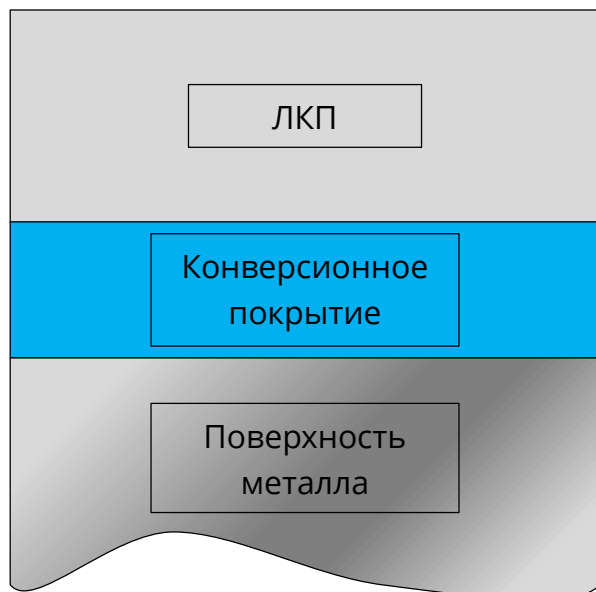 ЛКП
Конверсионное
покрытие
Поверхность
металла